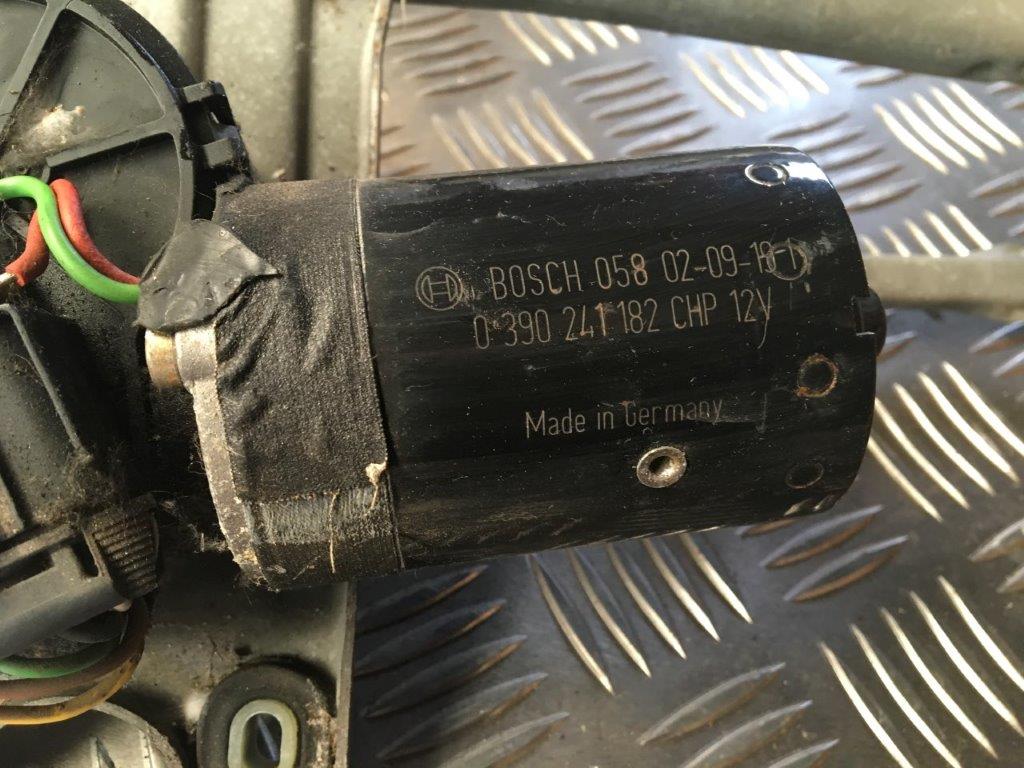 BOSCH 058 02-09-18-1
0 390 241 182 CHP 12V
Made in Germany